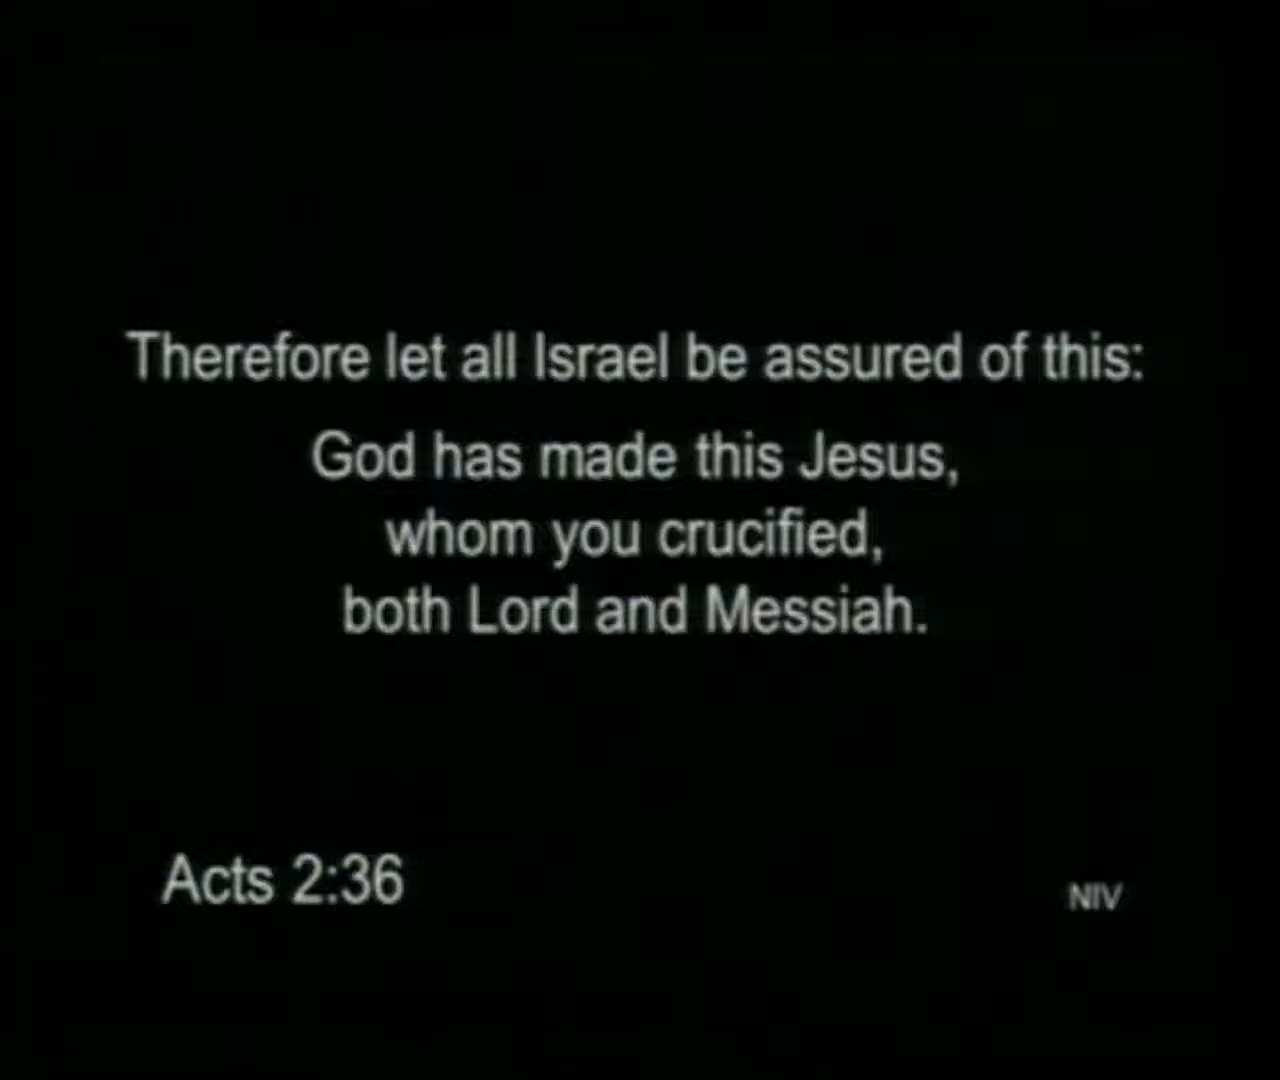 Therefore let all Israel be assured of this:
God has made this Jesus,
whom you crucified,
both Lord and Messiah.
Acts 2:36
NIV